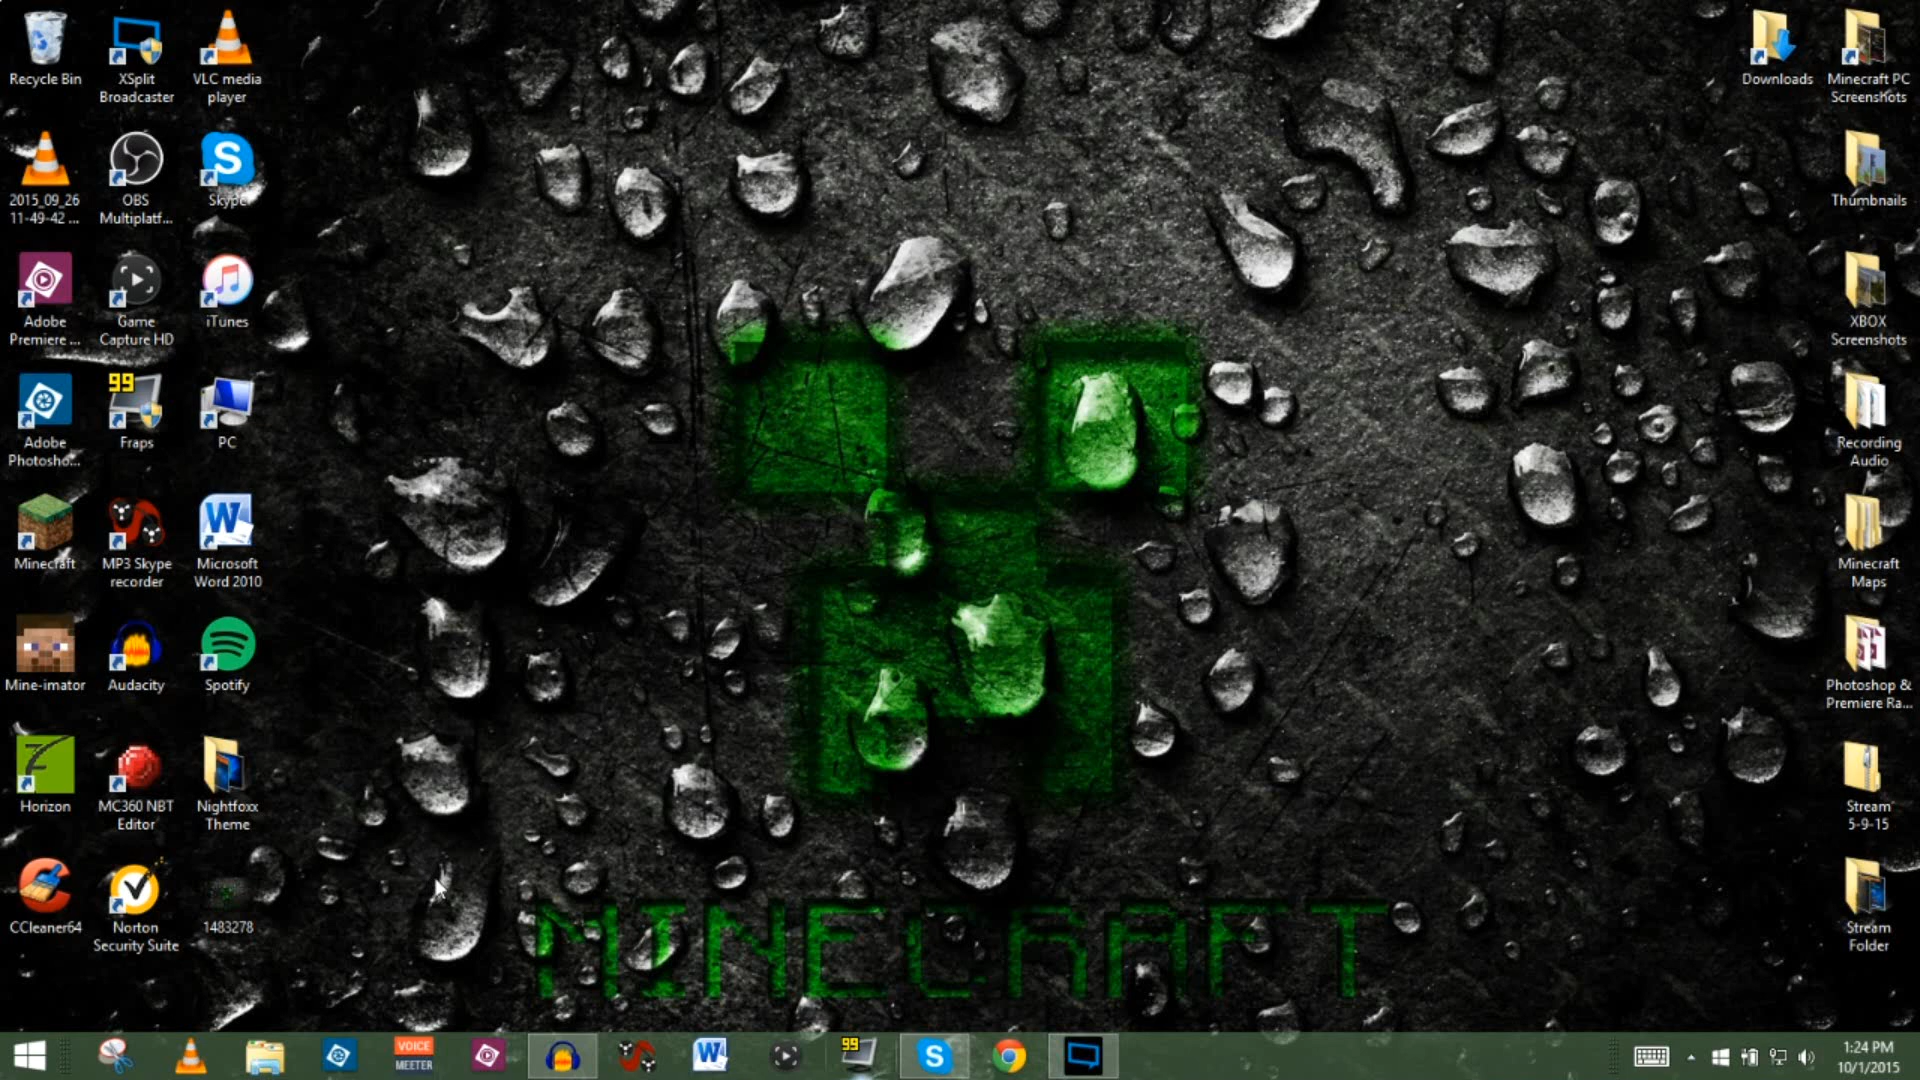 Recycle Bin
XSplit
Broadcaster
VLC media
player
2015_09_26
11-49-42 ...
OBS
Multiplatf...
Skype
Adobe
Premiere ...
Game
Capture HD
iTunes
Adobe
Photosho...
99
Fraps
PC
Minecraft
MP3 Skype
recorder
Microsoft
Word 2010
Mine-imator
Audacity
Spotify
Horizon
MC360 NBT
Editor
Nightfoxx
Theme
CCleaner64
Norton
Security Suite
1483278
Downloads
Minecraft PC
Screenshots
Thumbnails
XBOX
Screenshots
Recording
Audio
Minecraft
Maps
Photoshop &
Premiere Ra...
Stream
5-9-15
Stream
Folder
MINECRAFT
VOICE
MEETER
99
1:24 PM
10/1/2015